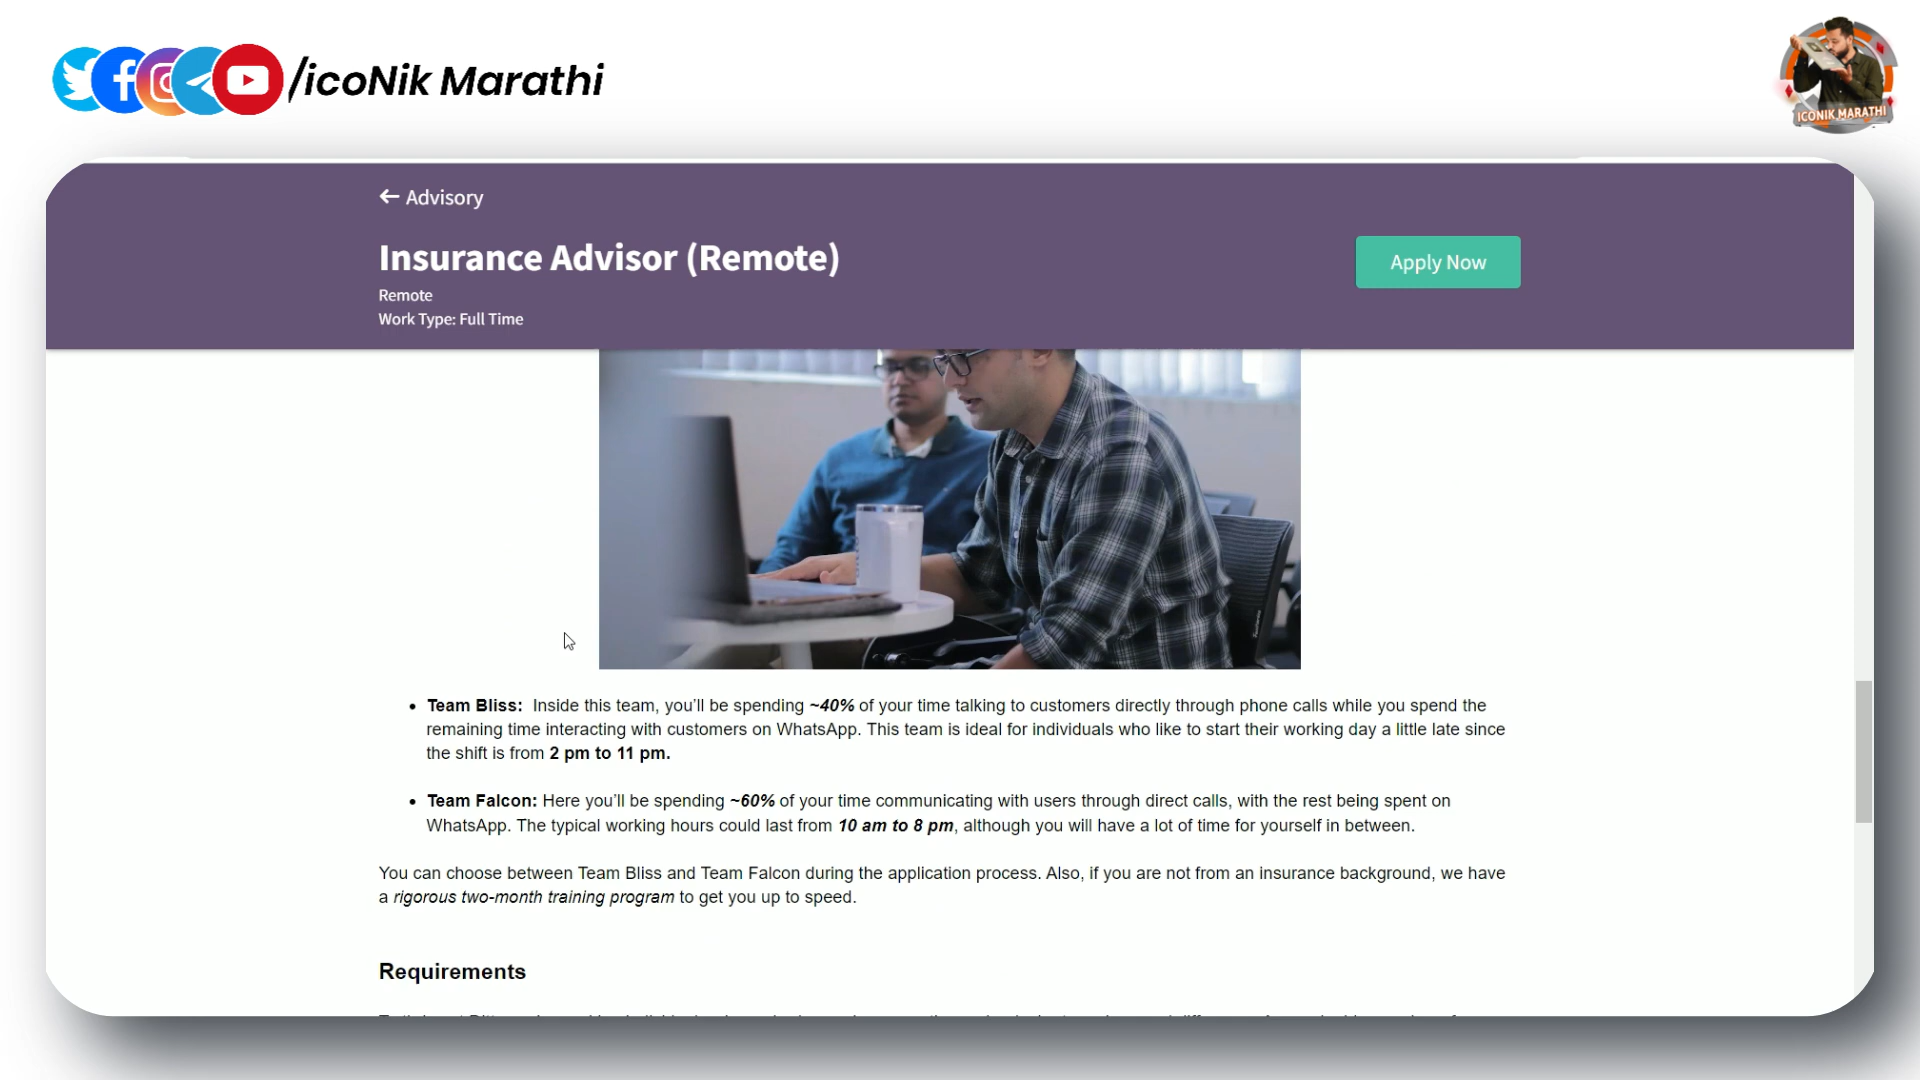 /icoNik Marathi
ICONIK MARATHI
← Advisory
Insurance Advisor (Remote)
Apply Now
Remote
Work Type: Full Time
• Team Bliss: Inside this team, you’ll be spending ~40% of your time talking to customers directly through phone calls while you spend the
remaining time interacting with customers on WhatsApp. This team is ideal for individuals who like to start their working day a little late since
the shift is from 2 pm to 11 pm.
• Team Falcon: Here you’ll be spending ~60% of your time communicating with users through direct calls, with the rest being spent on
WhatsApp. The typical working hours could last from 10 am to 8 pm, although you will have a lot of time for yourself in between.
You can choose between Team Bliss and Team Falcon during the application process. Also, if you are not from an insurance background, we have
a rigorous two-month training program to get you up to speed.
Requirements